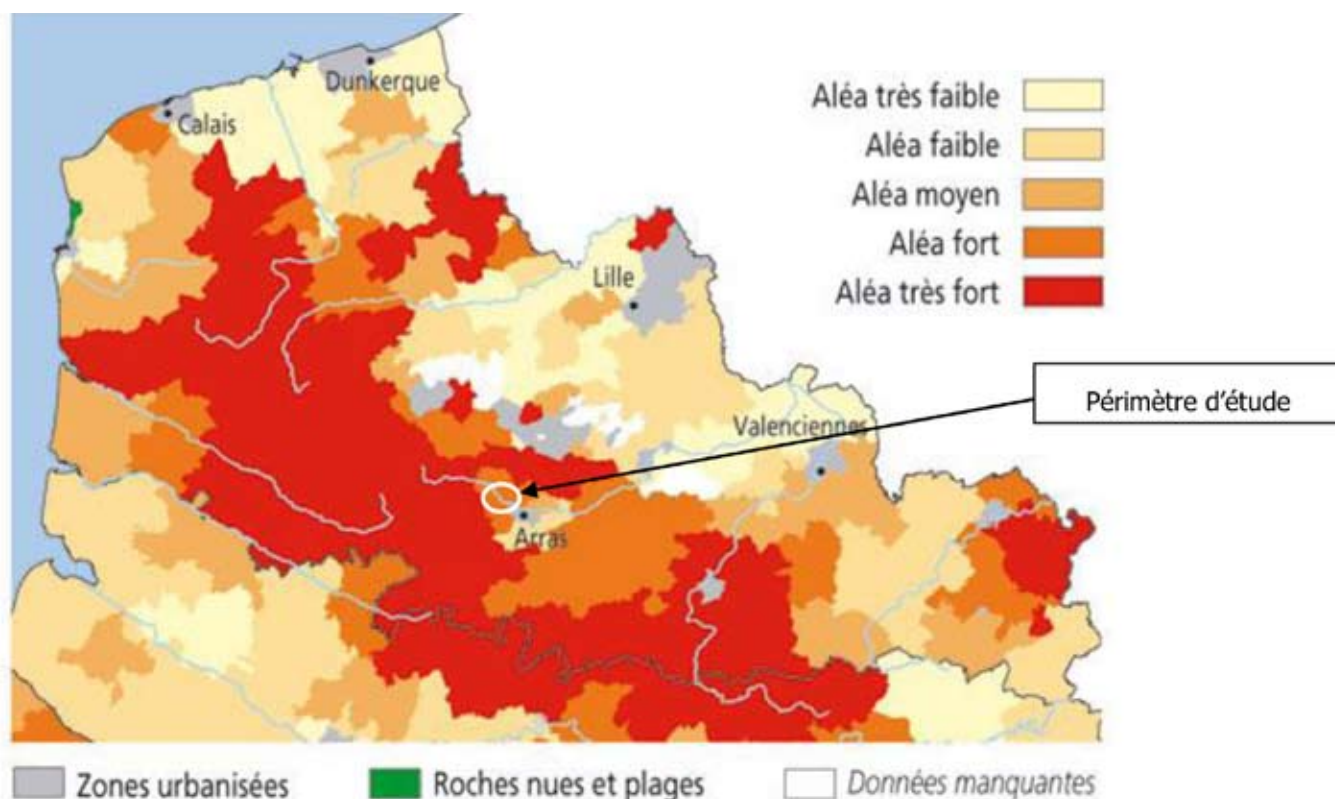 Dunkerque
Calais
Aléa très faible
Aléa faible
Aléa moyen
Aléa fort
Aléa très fort
Lille
Périmètre d'étude
Valenciennes
Arras
Zones urbanisées
Roches nues et plages
Données manquantes